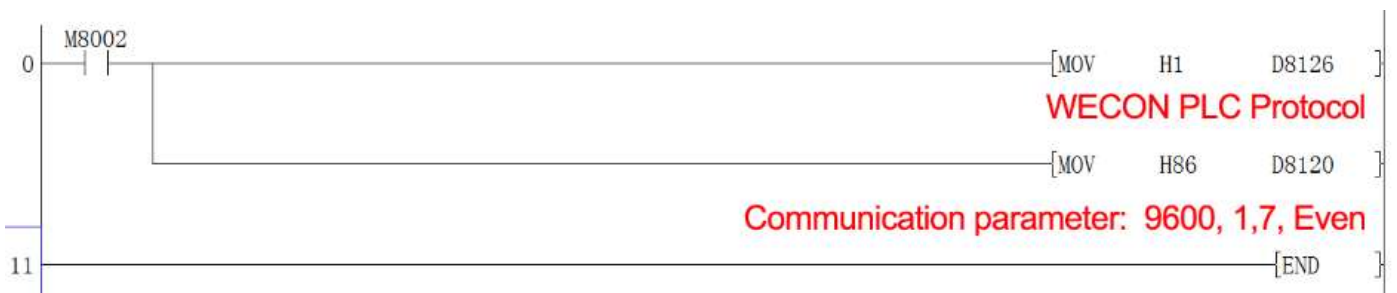 M8002
0 [MOV H1 D8126 ]
WECON PLC Protocol
[MOV H86 D8120 ]
Communication parameter: 9600, 1,7, Even
11 [END ]